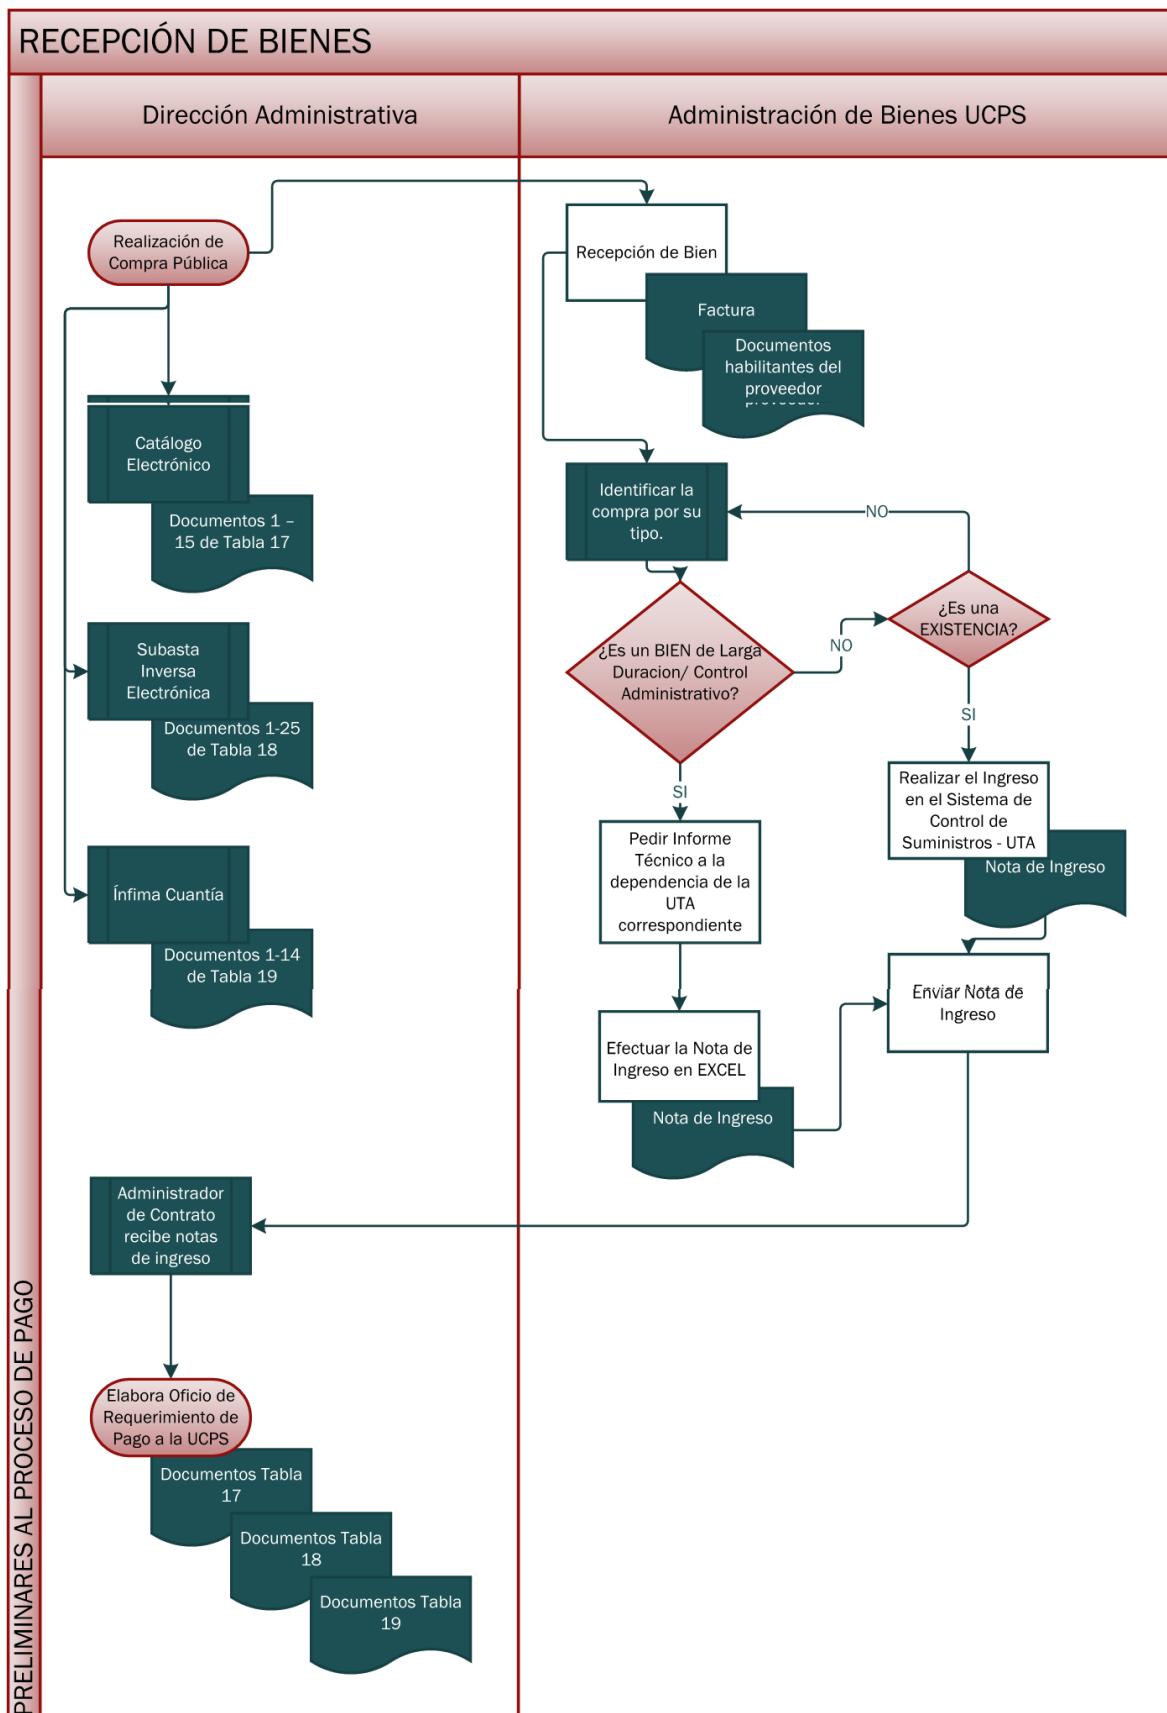 RECEPCIÓN DE BIENES
Dirección Administrativa
Administración de Bienes UCPS
PRELIMINARES AL PROCESO DE PAGO
Realización de
Compra Pública
Catálogo
Electrónico
Documentos 1 –
15 de Tabla 17
Subasta
Inversa
Electrónica
Documentos 1-25
de Tabla 18
Ínfima Cuantía
Documentos 1-14
de Tabla 19
Administrador
de Contrato
recibe notas
de ingreso
Elabora Oficio de
Requerimiento de
Pago a la UCPS
Documentos Tabla
17
Documentos Tabla
18
Documentos Tabla
19
Recepción de Bien
Factura
Documentos
habilitantes del
proveedor
Identificar la
compra por su
tipo.
NO
¿Es una
EXISTENCIA?
NO
¿Es un BIEN de Larga
Duracion/ Control
Administrativo?
SI
SI
Realizar el Ingreso
en el Sistema de
Control de
Suministros - UTA
Nota de Ingreso
Pedir Informe
Técnico a la
dependencia de la
UTA
correspondiente
Enviar Nota de
Ingreso
Efectuar la Nota de
Ingreso en EXCEL
Nota de Ingreso